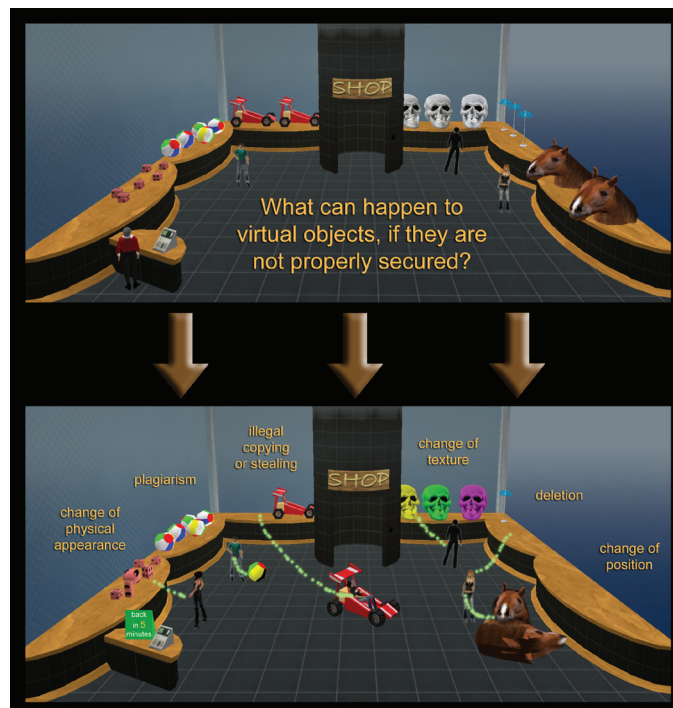 SHOP
What can happen to
virtual objects, if they are
not properly secured?
illegal
copying
or stealing
change of
texture
plagiarism
SHOP
deletion
change of
physical
appearance
change of
position
back
in 5
minutes